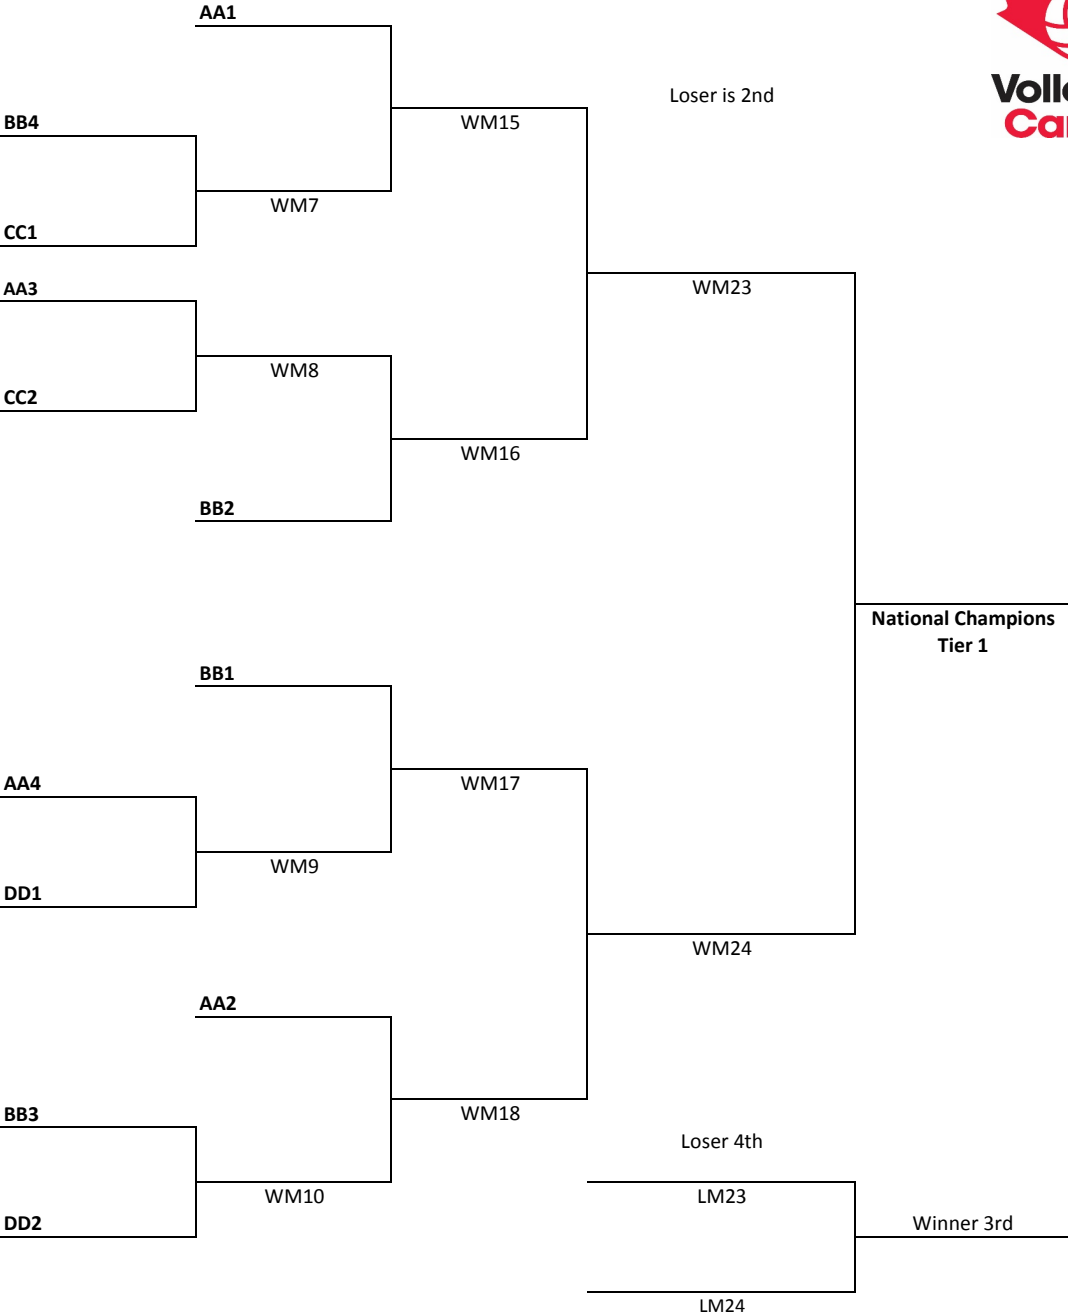 AA1
Loser is 2nd
BB4
WM15
WM7
CC1
AA3
WM23
WM8
CC2
WM16
BB2
National Champions
Tier 1
BB1
AA4
WM17
WM9
DD1
WM24
AA2
BB3
WM18
Loser 4th
WM10
LM23
DD2
Winner 3rd
LM24